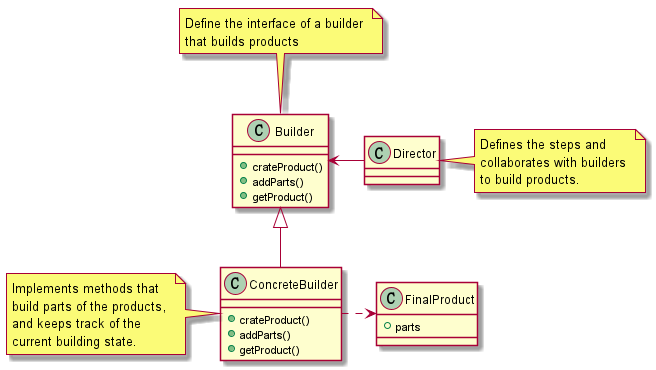 Define the interface of a builder
that builds products
C Builder
crateProduct()
addParts()
getProduct()
C Director
Defines the steps and
collaborates with builders
to build products.
Implements methods that
build parts of the products,
and keeps track of the
current building state.
C ConcreteBuilder
crateProduct()
addParts()
getProduct()
C FinalProduct
parts